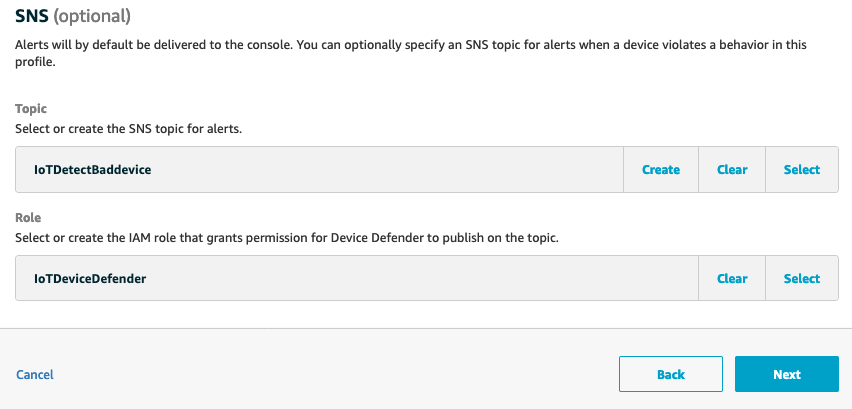 SNS (optional)
Alerts will by default be delivered to the console. You can optionally specify an SNS topic for alerts when a device violates a behavior in this
profile.
Topic
Select or create the SNS topic for alerts.
IoTDetectBaddevice Create Clear Select
Role
Select or create the IAM role that grants permission for Device Defender to publish on the topic.
IoTDeviceDefender Clear Select
Cancel Back Next